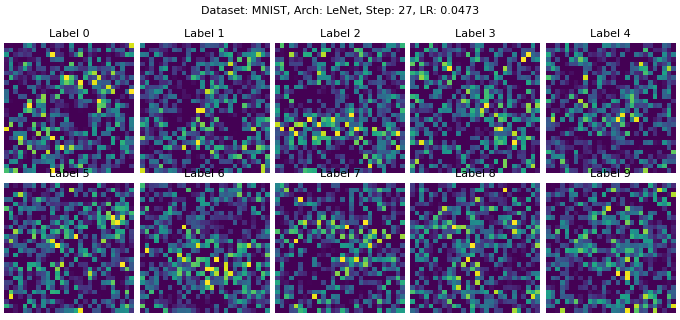 Dataset: MNIST, Arch: LeNet, Step: 27, LR: 0.0473
Label 0 Label 1 Label 2 Label 3 Label 4
Label 5 Label 6 Label 7 Label 8 Label 9